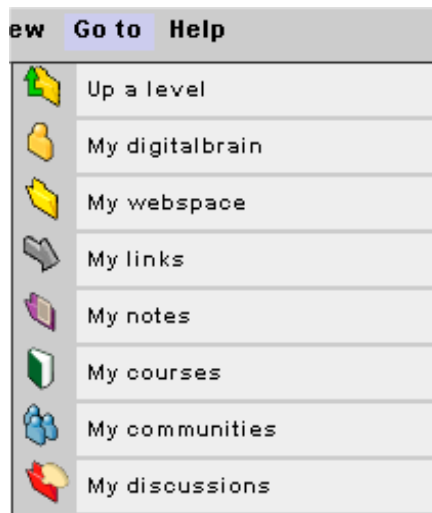 ew Go to Help
Up a level
My digitalbrain
My webspace
My links
My notes
My courses
My communities
My discussions